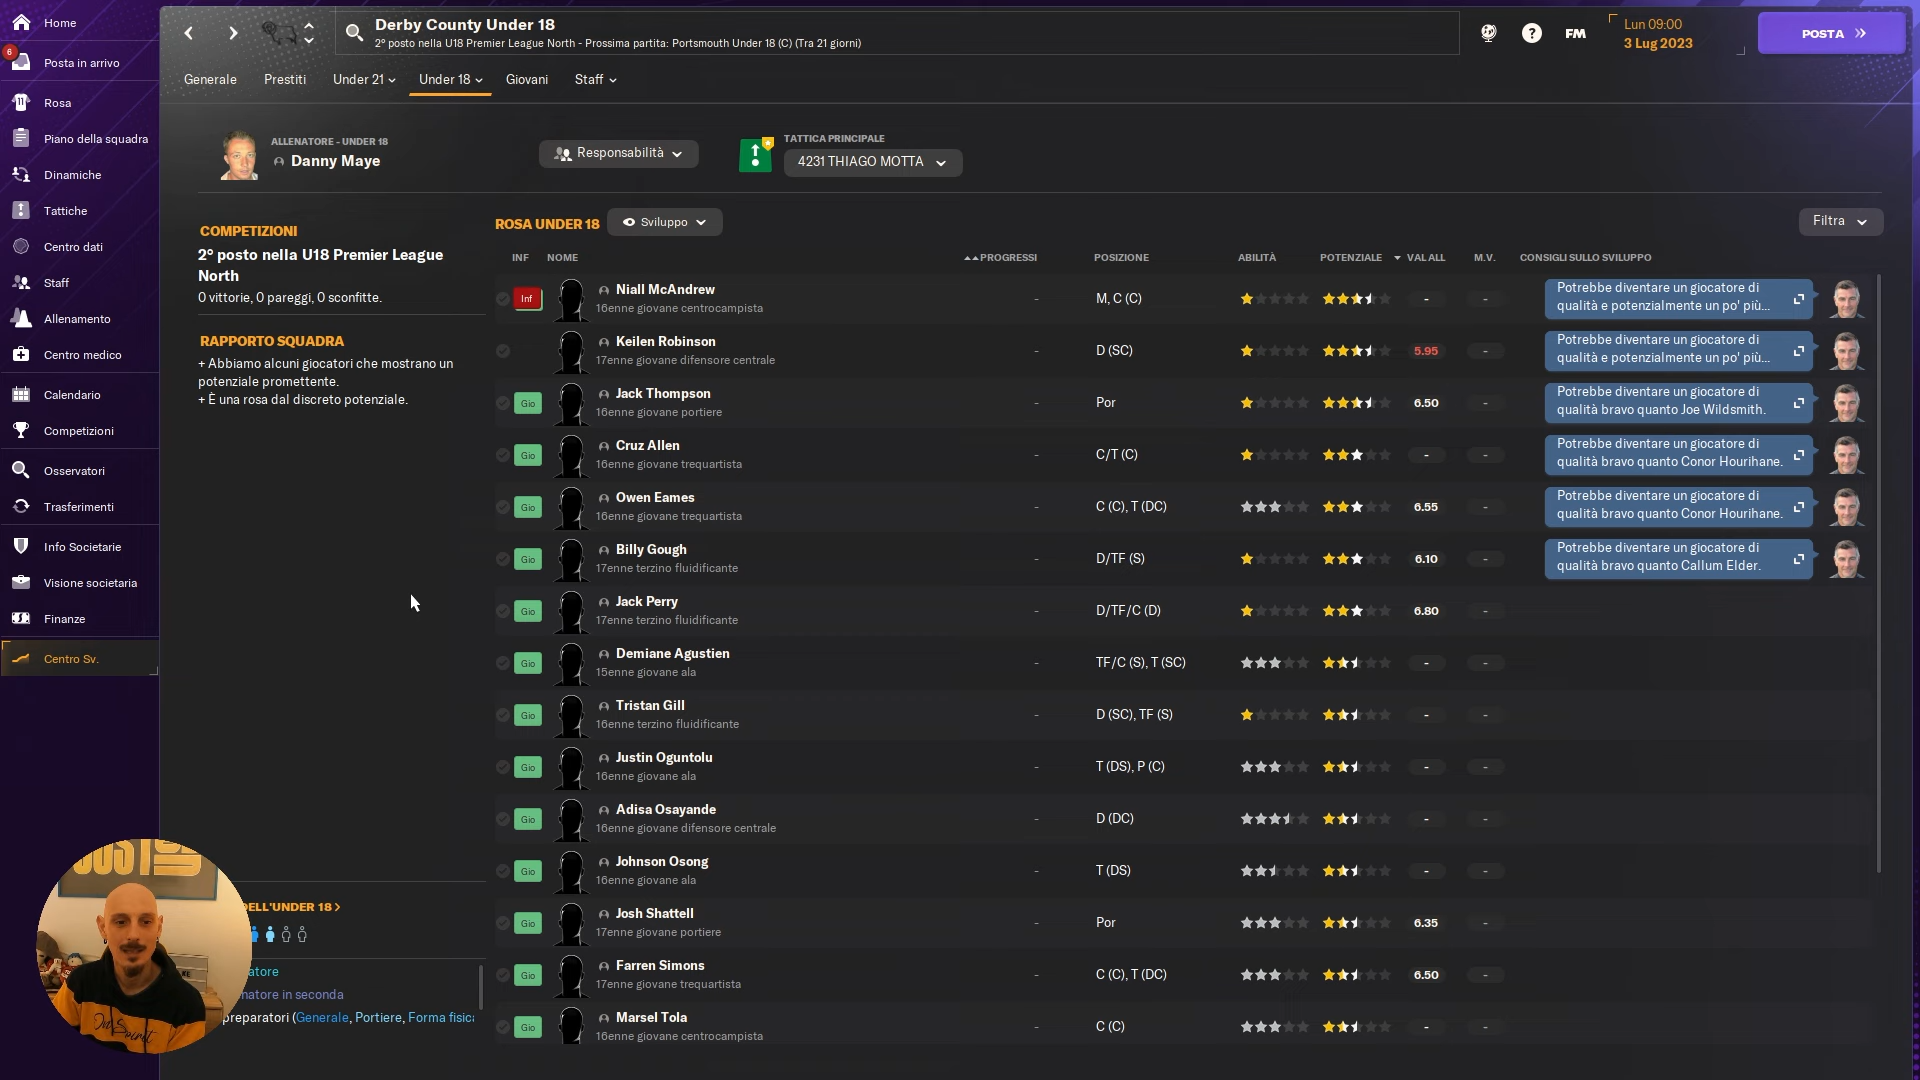 Home
6
Posta in arrivo
Rosa
Piano della squadra
Dinamiche
Tattiche
Centro dati
Staff
Allenamento
Centro medico
Calendario
Competizioni
Osservatori
Trasferimenti
Info Societarie
Visione societaria
Finanze
Centro Sv.
Derby County Under 18
2° posto nella U18 Premier League North - Prossima partita: Portsmouth Under 18 (C) (Tra 21 giorni)
FM
Lun 09:00
3 Lug 2023
POSTA
Generale Prestiti Under 21 Under 18 Giovani Staff
ALLENATORE - UNDER 18
Danny Maye
Responsabilità
TATTICA PRINCIPALE
4231 THIAGO MOTTA
COMPETIZIONI
2° posto nella U18 Premier League
North
0 vittorie, 0 pareggi, 0 sconfitte.
RAPPORTO SQUADRA
+ Abbiamo alcuni giocatori che mostrano un
potenziale promettente.
+ È una rosa dal discreto potenziale.
ELL'UNDER 18
atore
natore in seconda
preparatori (Generale, Portiere, Forma fisica
ROSA UNDER 18 Sviluppo Filtra
INF NOME PROGRESSI POSIZIONE ABILITÀ POTENZIALE VAL ALL M.V. CONSIGLI SULLO SVILUPPO
Inf Niall McAndrew - M, C (C) - - Potrebbe diventare un giocatore di
16enne giovane centrocampista qualità e potenzialmente un po' più...
Keilen Robinson - D (SC) 5.95 - Potrebbe diventare un giocatore di
17enne giovane difensore centrale qualità e potenzialmente un po' più...
Gio Jack Thompson - Por 6.50 - Potrebbe diventare un giocatore di
16enne giovane portiere qualità bravo quanto Joe Wildsmith.
Gio Cruz Allen - C/T (C) - - Potrebbe diventare un giocatore di
16enne giovane trequartista qualità bravo quanto Conor Hourihane.
Gio Owen Eames - C (C), T (DC) 6.55 - Potrebbe diventare un giocatore di
16enne giovane trequartista qualità bravo quanto Conor Hourihane.
Gio Billy Gough - D/TF (S) 6.10 - Potrebbe diventare un giocatore di
17enne terzino fluidificante qualità bravo quanto Callum Elder.
Gio Jack Perry - D/TF/C (D) 6.80 -
17enne terzino fluidificante
Gio Demiane Agustien - TF/C (S), T (SC) - -
15enne giovane ala
Gio Tristan Gill - D (SC), TF (S) - -
16enne terzino fluidificante
Gio Justin Oguntolu - T (DS), P (C) - -
16enne giovane ala
Gio Adisa Osayande - D (DC) - -
16enne giovane difensore centrale
Gio Johnson Osong - T (DS) - -
16enne giovane ala
Gio Josh Shattell - Por 6.35 -
17enne giovane portiere
Gio Farren Simons - C (C), T (DC) 6.50 -
17enne giovane trequartista
Gio Marsel Tola - C (C) - -
16enne giovane centrocampista